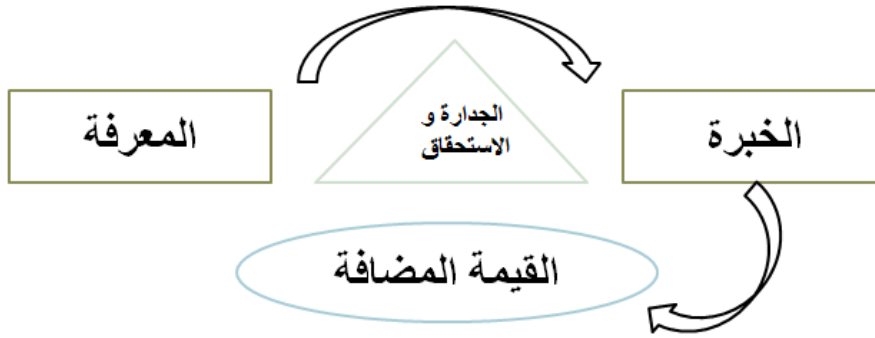 الجدارة و
الاستحقاق
الخبرة
المعرفة
القيمة المضافة